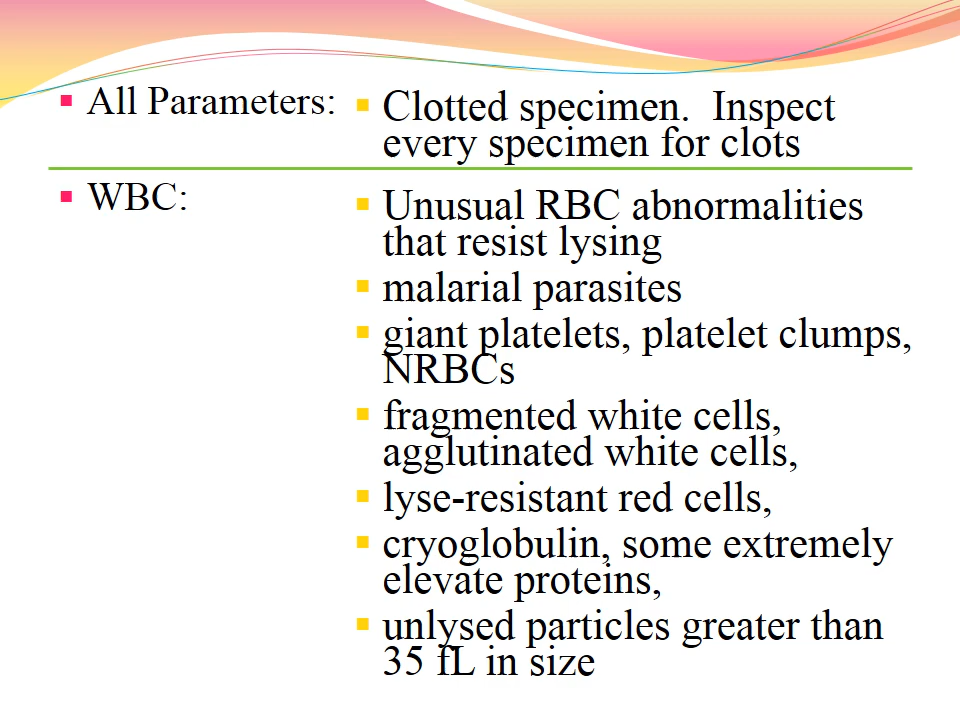 All Parameters:
Clotted specimen.  Inspect
every specimen for clots
WBC:
Unusual RBC abnormalities
that resist lysing
malarial parasites
giant platelets, platelet clumps,
NRBCs
fragmented white cells,
agglutinated white cells,
lyse-resistant red cells,
cryoglobulin, some extremely
elevate proteins,
unlysed particles greater than
35 fL in size